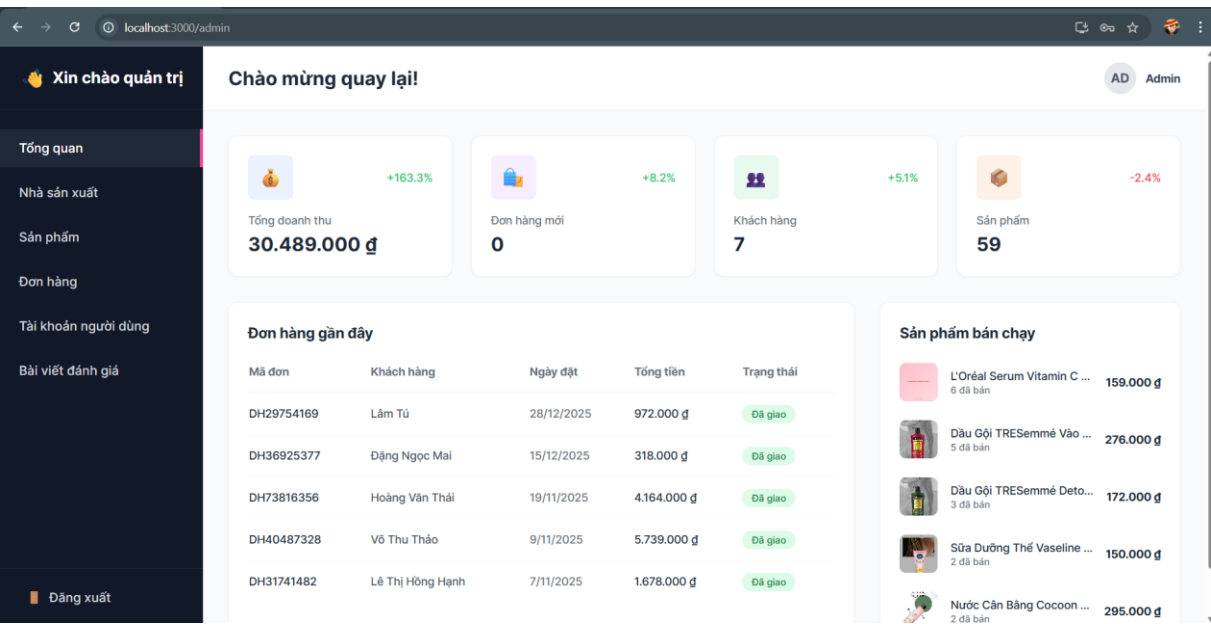 localhost:3000/admin
Xin chào quản trị
Tổng quan
Nhà sản xuất
Sản phẩm
Đơn hàng
Tài khoản người dùng
Bài viết đánh giá
Đăng xuất
Chào mừng quay lại!
AD Admin
+163.3%
Tổng doanh thu
30.489.000 ₫
+8.2%
Đơn hàng mới
0
+5.1%
Khách hàng
7
-2.4%
Sản phẩm
59
Đơn hàng gần đây
Mã đơn Khách hàng Ngày đặt Tổng tiền Trạng thái
DH29754169 Lâm Tú 28/12/2025 972.000 ₫ Đã giao
DH36925377 Đặng Ngọc Mai 15/12/2025 318.000 ₫ Đã giao
DH73816356 Hoàng Văn Thái 19/11/2025 4.164.000 ₫ Đã giao
DH40487328 Võ Thu Thảo 9/11/2025 5.739.000 ₫ Đã giao
DH31741482 Lê Thị Hồng Hạnh 7/11/2025 1.678.000 ₫ Đã giao
Sản phẩm bán chạy
L'Oréal Serum Vitamin C ... 159.000 ₫
6 đã bán
Dầu Gội TRESemmé Vào ... 276.000 ₫
5 đã bán
Dầu Gội TRESemmé Deto... 172.000 ₫
3 đã bán
Sữa Dưỡng Thể Vaseline ... 150.000 ₫
2 đã bán
Nước Cân Bằng Cocoon ... 295.000 ₫
2 đã bán